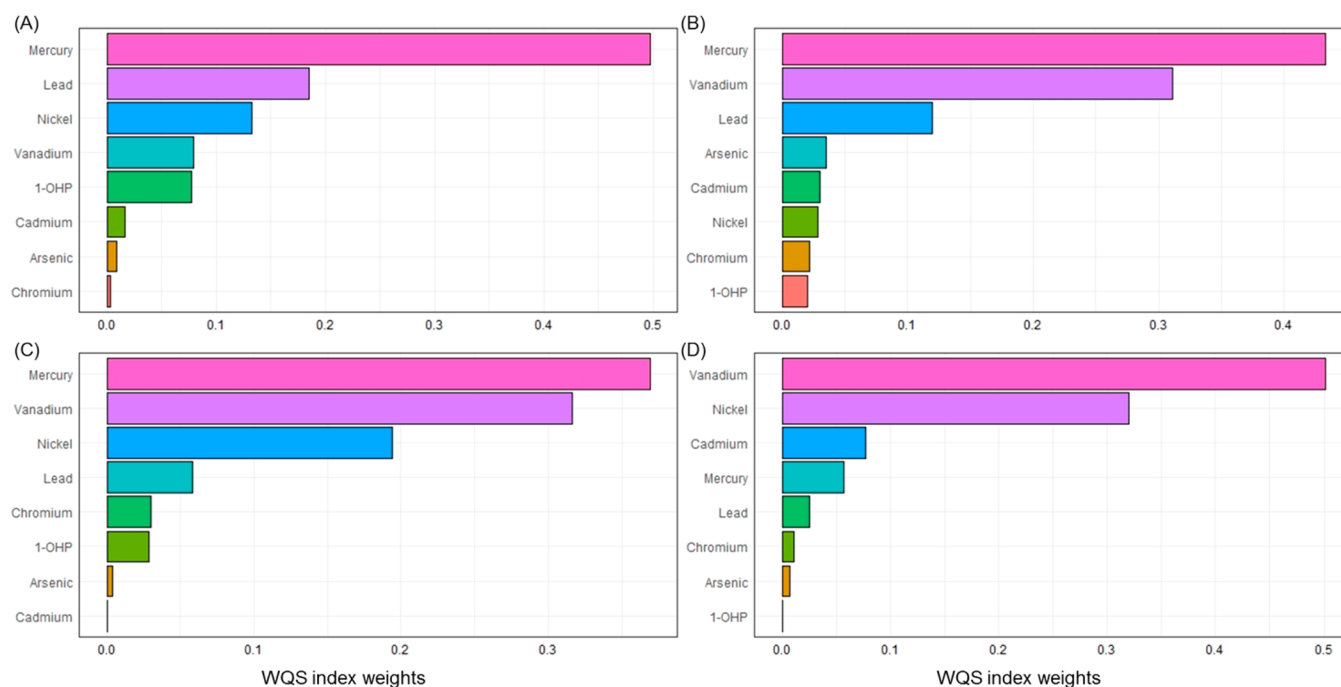 (A)
Mercury
Lead
Nickel
Vanadium
1-OHP
Cadmium
Arsenic
Chromium
0.0 0.1 0.2 0.3 0.4 0.5
(B)
Mercury
Vanadium
Lead
Arsenic
Cadmium
Nickel
Chromium
1-OHP
0.0 0.1 0.2 0.3 0.4
(C)
Mercury
Vanadium
Nickel
Lead
Chromium
1-OHP
Arsenic
Cadmium
0.0 0.1 0.2 0.3
WQS index weights
(D)
Vanadium
Nickel
Cadmium
Mercury
Lead
Chromium
Arsenic
1-OHP
0.0 0.1 0.2 0.3 0.4 0.5
WQS index weights